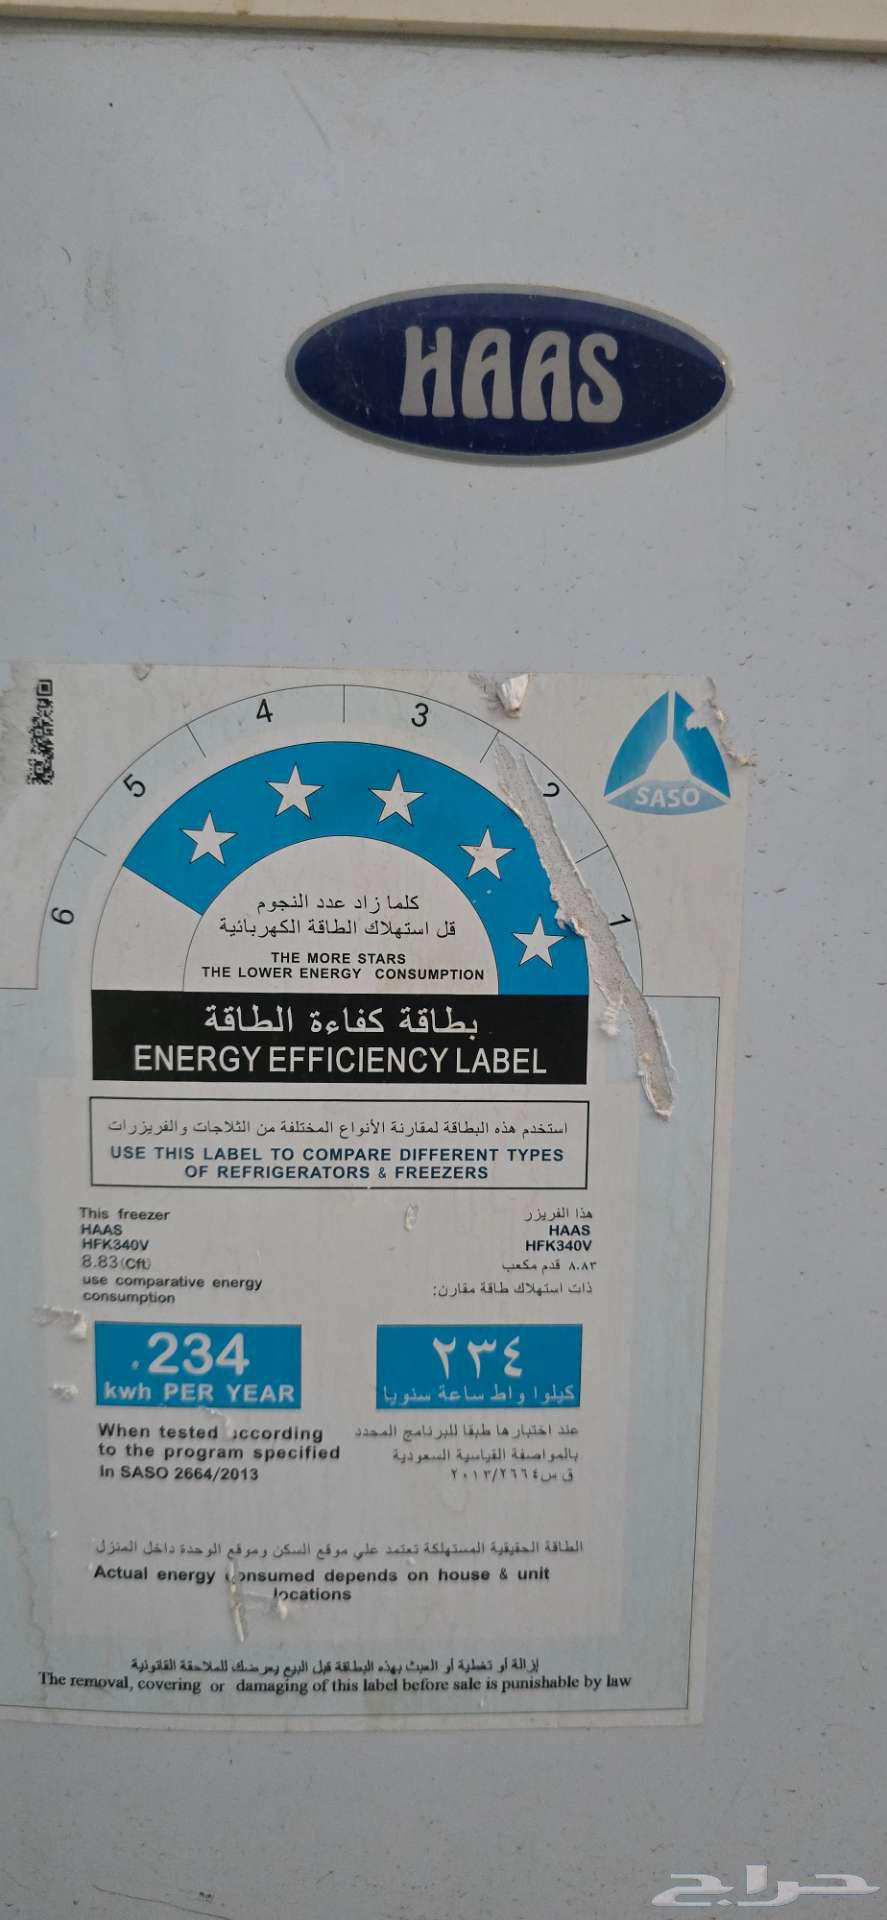 HAAS
SASO
6
5
4
3
2
1
كلما زاد عدد النجوم
قل استهلاك الطاقة الكهربائية
THE MORE STARS
THE LOWER ENERGY CONSUMPTION
بطاقة كفاءة الطاقة
ENERGY EFFICIENCY LABEL
استخدم هذه البطاقة لمقارنة الأنواع المختلفة من الثلاجات والفريزرات
USE THIS LABEL TO COMPARE DIFFERENT TYPES
OF REFRIGERATORS & FREEZERS
This freezer
HAAS
HFK340V
8.83(Cft)
use comparative energy
consumption
هذا الفريزر
HAAS
HFK340V
٨.٨٣ قدم مكعب
ذات استهلاك طاقة مقارن:
234
kwh PER YEAR
٢٣٤
كيلوا واط ساعة سنويا
When tested according
to the program specified
in SASO 2664/2013
عند اختبارها طبقا للبرنامج المحدد
بالمواصفة القياسية السعودية
ق س ٢٠١٣/٢٦٦٤
الطاقة الحقيقية المستهلكة تعتمد علي موقع السكن وموقع الوحدة داخل المنزل
Actual energy consumed depends on house & unit
locations
إزالة أو تغطية أو العبث بهذه البطاقة قبل البيع يعرضك للملاحقة القانونية
The removal, covering or damaging of this label before sale is punishable by law
حراج